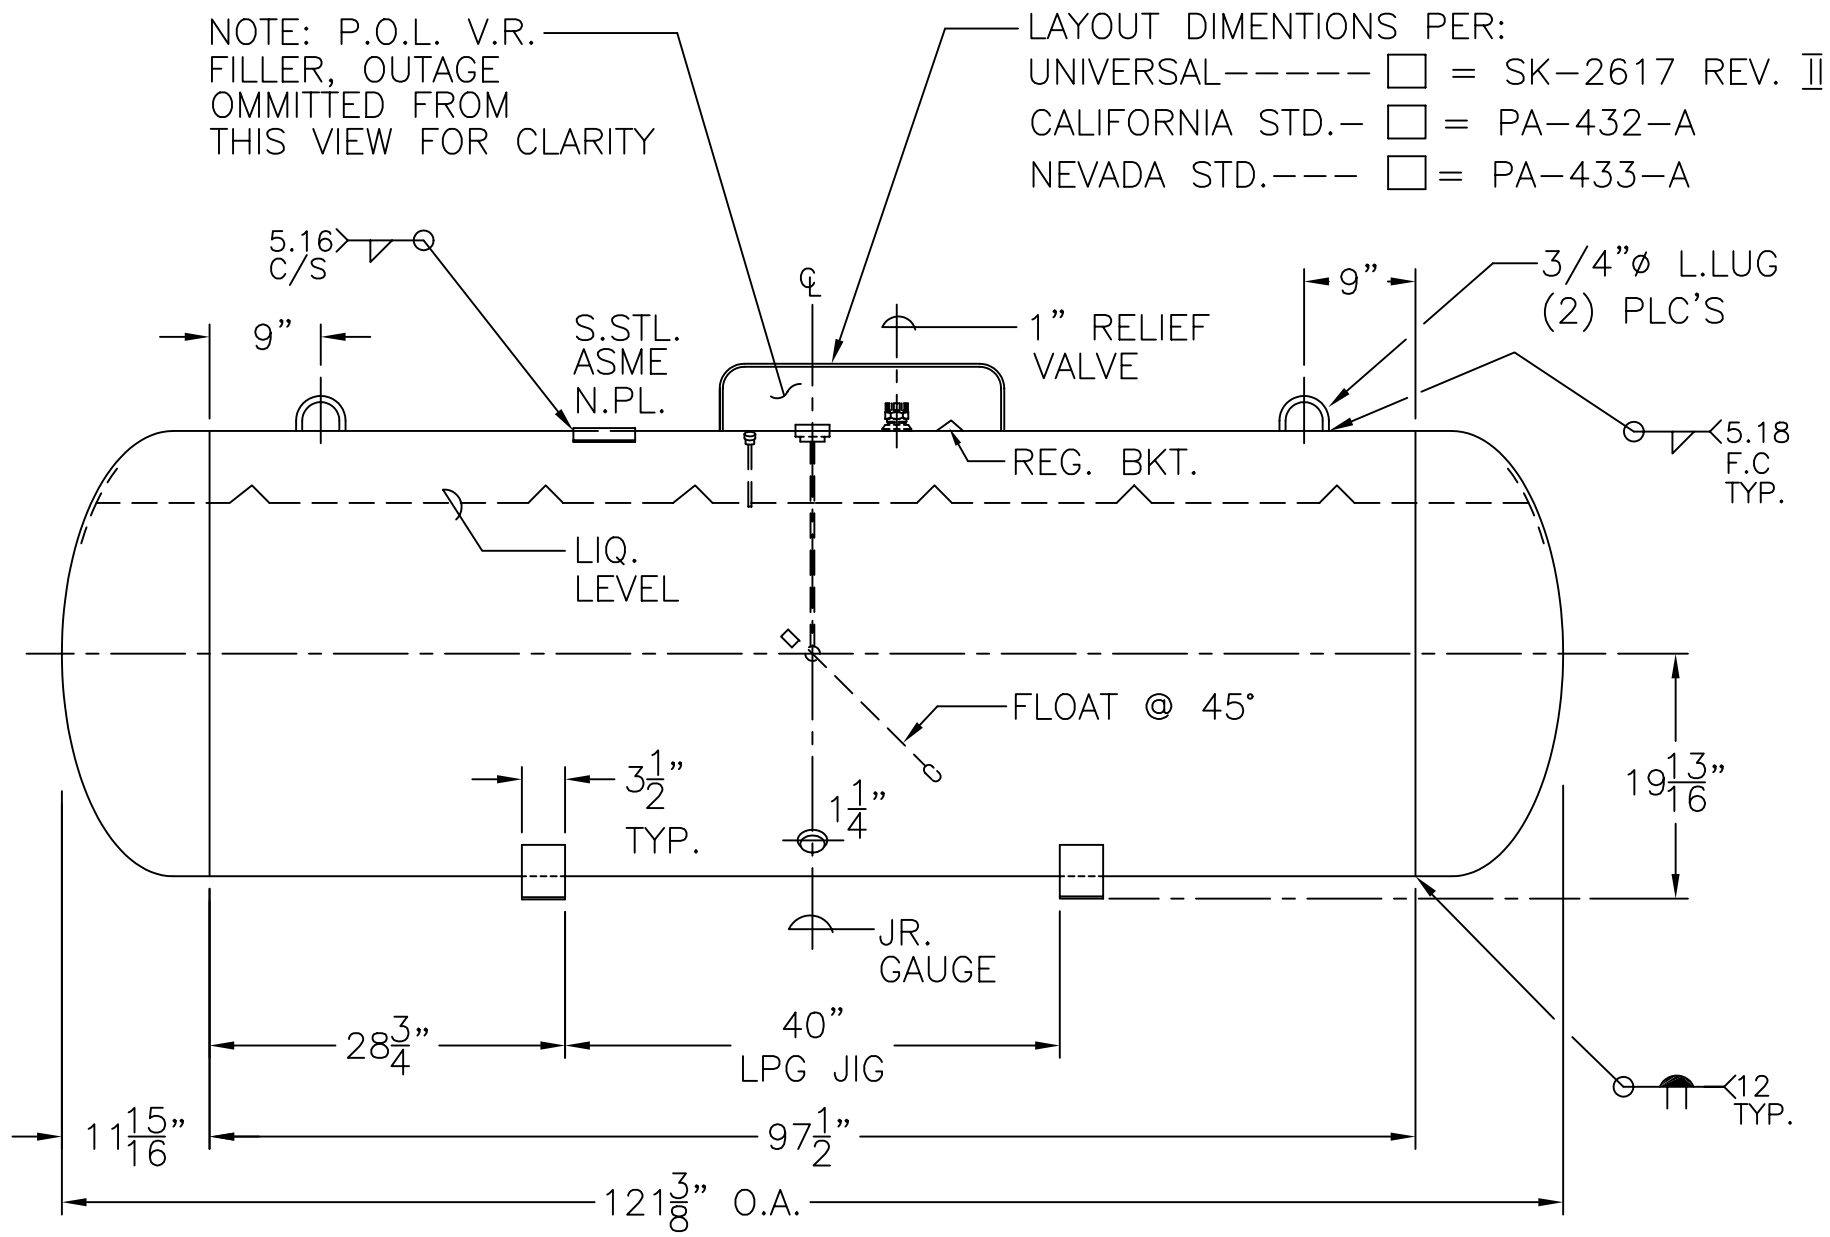 NOTE: P.O.L. V.R.
FILLER, OUTAGE
OMMITTED FROM
THIS VIEW FOR CLARITY
LAYOUT DIMENTIONS PER:
UNIVERSAL----- □ = SK-2617 REV. II
CALIFORNIA STD.- □ = PA-432-A
NEVADA STD.--- □ = PA-433-A
5.16
C/S
9"
S.STL.
ASME
N.PL.
℄
1" RELIEF
VALVE
9"
3/4"ø L.LUG
(2) PLC'S
REG. BKT.
5.18
F.C
TYP.
LIQ.
LEVEL
FLOAT @ 45°
3 1/2"
TYP.
1 1/4"
19 13/16"
JR.
GAUGE
28 3/4"
40"
LPG JIG
12
TYP.
11 15/16"
97 1/2"
121 3/8" O.A.